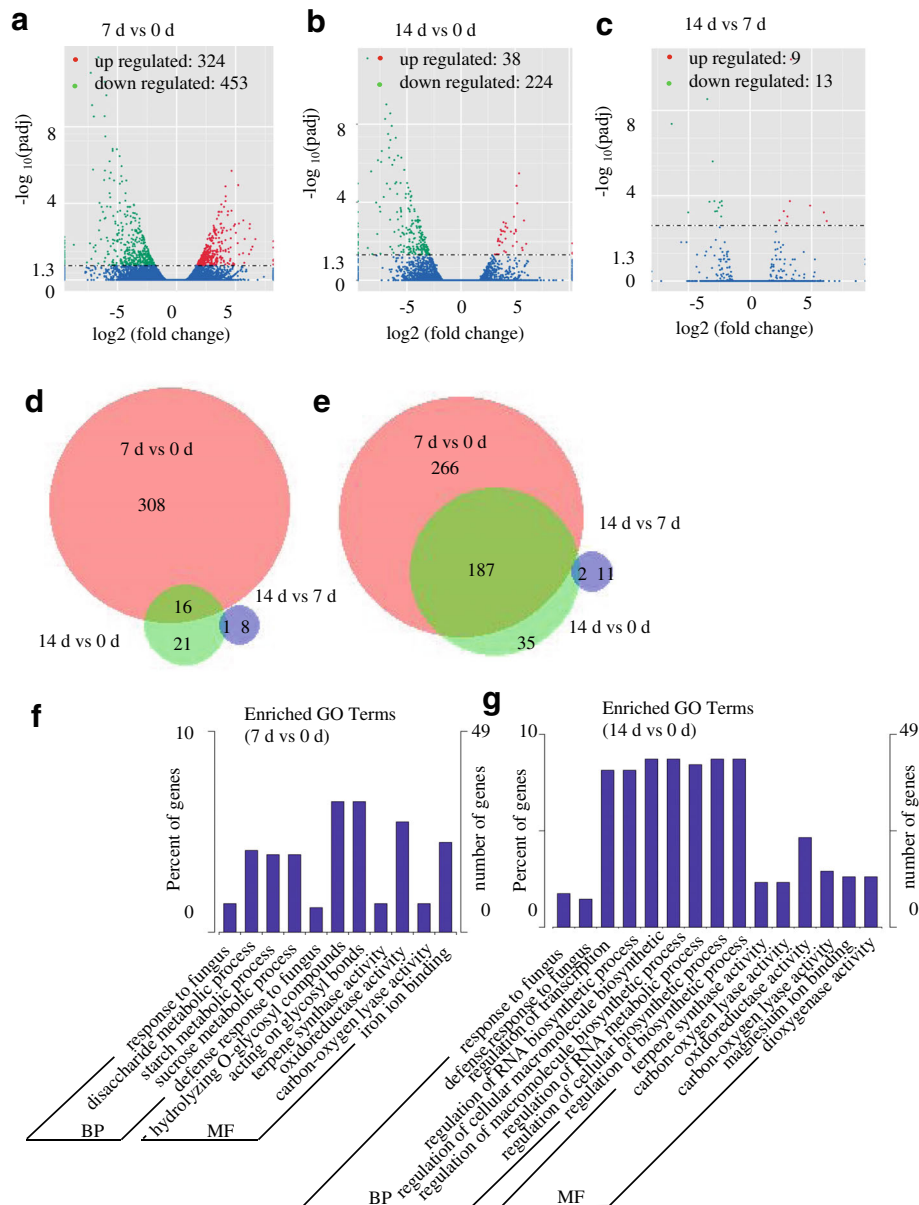 a
7 d vs 0 d
up regulated: 324
down regulated: 453
-log 10(padj)
8
4
1.3
0
-5
0
5
log2 (fold change)
b
14 d vs 0 d
up regulated: 38
down regulated: 224
-log 10(padj)
8
4
1.3
0
-5
0
5
log2 (fold change)
c
14 d vs 7 d
up regulated: 9
down regulated: 13
-log 10(padj)
8
4
1.3
0
-5
0
5
log2 (fold change)
d
7 d vs 0 d
308
16
14 d vs 7 d
1
8
14 d vs 0 d
21
e
7 d vs 0 d
266
14 d vs 7 d
187
2
11
14 d vs 0 d
35
f
Enriched GO Terms
(7 d vs 0 d)
10
0
Percent of genes
49
0
number of genes
response to fungus
disaccharide metabolic process
starch metabolic process
sucrose metabolic process
defense response to fungus
hydrolyzing O-glycosyl compounds
acting on glycosyl bonds
terpene synthase activity
oxidoreductase activity
carbon-oxygen lyase activity
iron ion binding
BP
MF
g
Enriched GO Terms
(14 d vs 0 d)
10
0
Percent of genes
49
0
number of genes
response to fungus
defense response to fungus
regulation of transcription
regulation of RNA biosynthetic process
regulation of cellular macromolecule biosynthetic
regulation of macromolecule biosynthetic process
regulation of RNA metabolic process
regulation of cellular biosynthetic process
regulation of biosynthetic process
terpene synthase activity
carbon-oxygen lyase activity
oxidoreductase activity
carbon-oxygen lyase activity
magnesium ion binding
dioxygenase activity
BP
MF